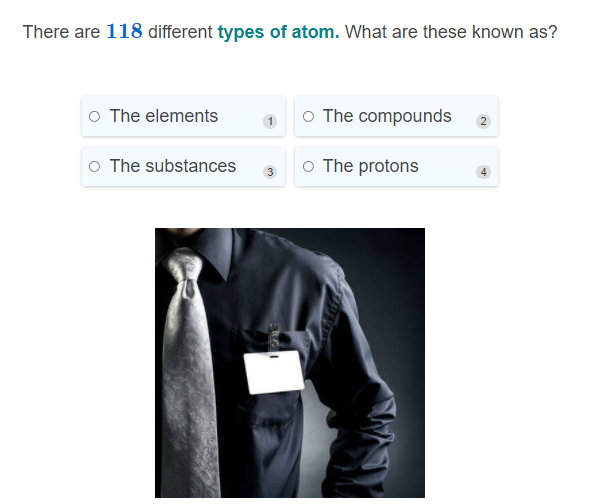 There are 118 different types of atom. What are these known as?
The elements 1
The compounds 2
The substances 3
The protons 4